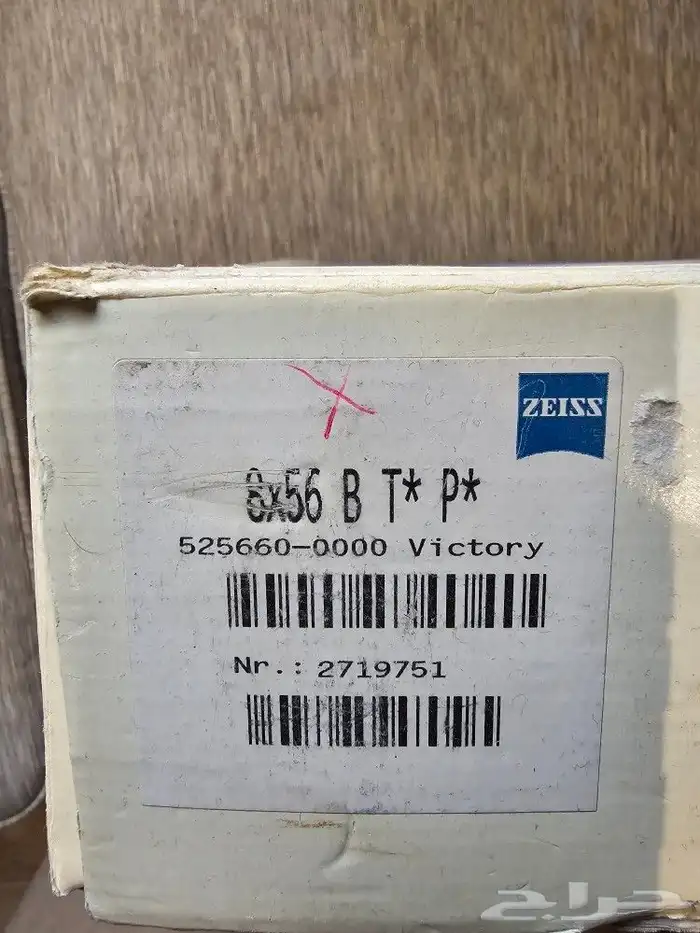 ZEISS
8x56 B T* P*
525660-0000 Victory
Nr.: 2719751
حراج